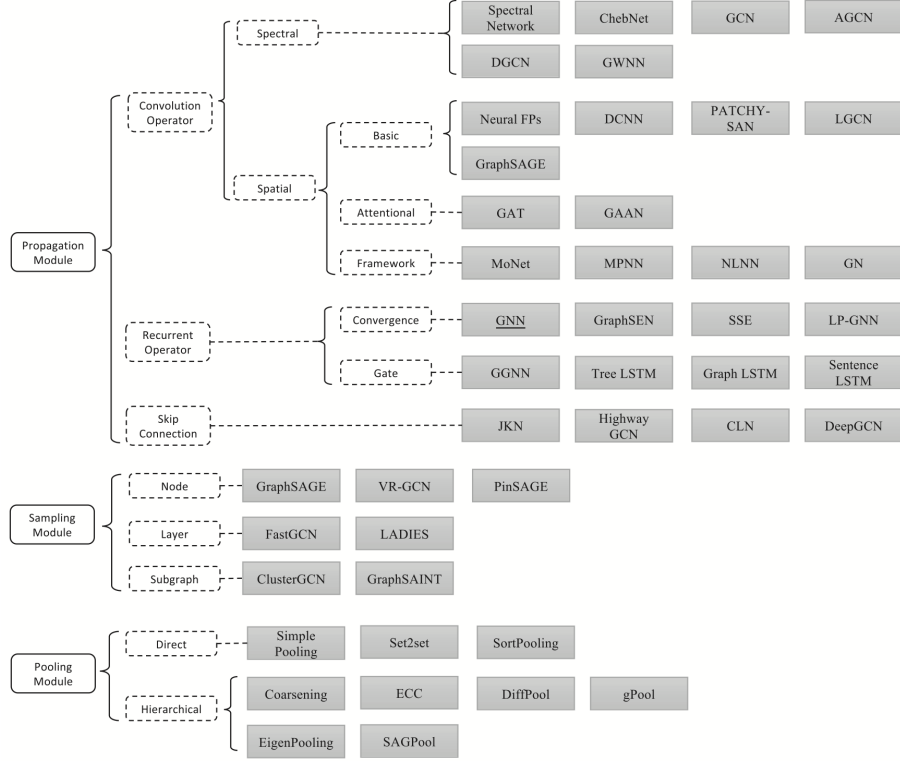 Spectral
Network
ChebNet
GCN
AGCN
Spectral
DGCN
GWNN
Convolution
Operator
Basic
Neural FPs
DCNN
PATCHY-
SAN
LGCN
GraphSAGE
Spatial
Attentional
GAT
GAAN
Propagation
Module
Framework
MoNet
MPNN
NLNN
GN
Recurrent
Operator
Convergence
GNN
GraphSEN
SSE
LP-GNN
Gate
GGNN
Tree LSTM
Graph LSTM
Sentence
LSTM
Skip
Connection
JKN
Highway
GCN
CLN
DeepGCN
Sampling
Module
Node
GraphSAGE
VR-GCN
PinSAGE
Layer
FastGCN
LADIES
Subgraph
ClusterGCN
GraphSAINT
Pooling
Module
Direct
Simple
Pooling
Set2set
SortPooling
Hierarchical
Coarsening
ECC
DiffPool
gPool
EigenPooling
SAGPool